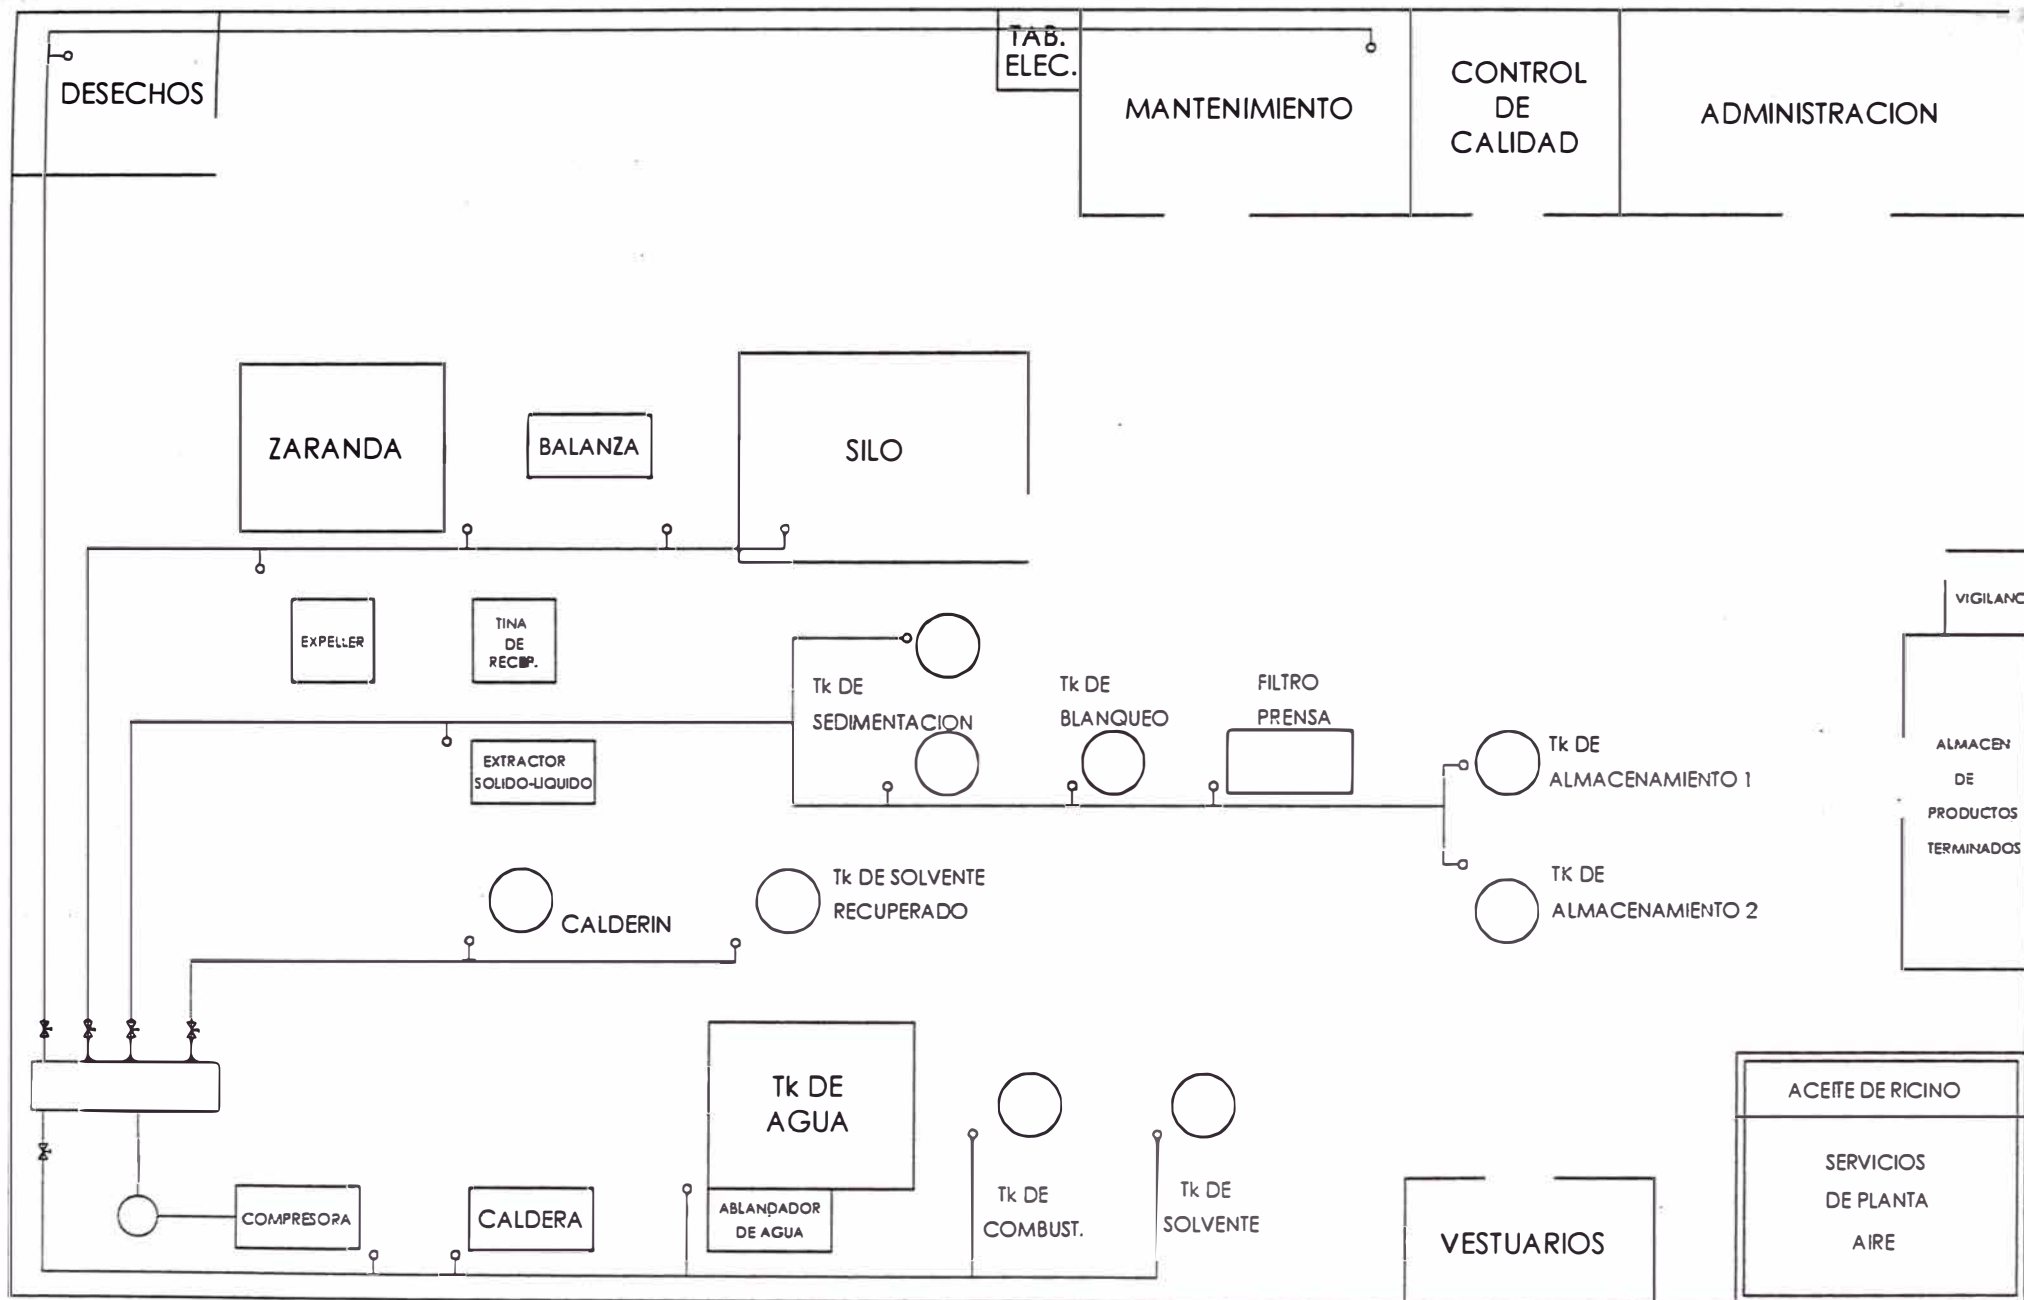 TAB.
ELEC.
DESECHOS
MANTENIMIENTO
CONTROL
DE
CALIDAD
ADMINISTRACION
ZARANDA
BALANZA
SILO
EXPELLER
TINA
DE
RECEP.
VIGILANC
Tk DE
SEDIMENTACION
Tk DE
BLANQUEO
FILTRO
PRENSA
EXTRACTOR
SOLIDO-LIQUIDO
Tk DE
ALMACENAMIENTO 1
ALMACEN
DE
PRODUCTOS
TERMINADOS
CALDERIN
Tk DE SOLVENTE
RECUPERADO
TK DE
ALMACENAMIENTO 2
Tk DE
AGUA
COMPRESORA
CALDERA
ABLANDADOR
DE AGUA
Tk DE
COMBUST.
Tk DE
SOLVENTE
VESTUARIOS
ACEITE DE RICINO
SERVICIOS
DE PLANTA
AIRE